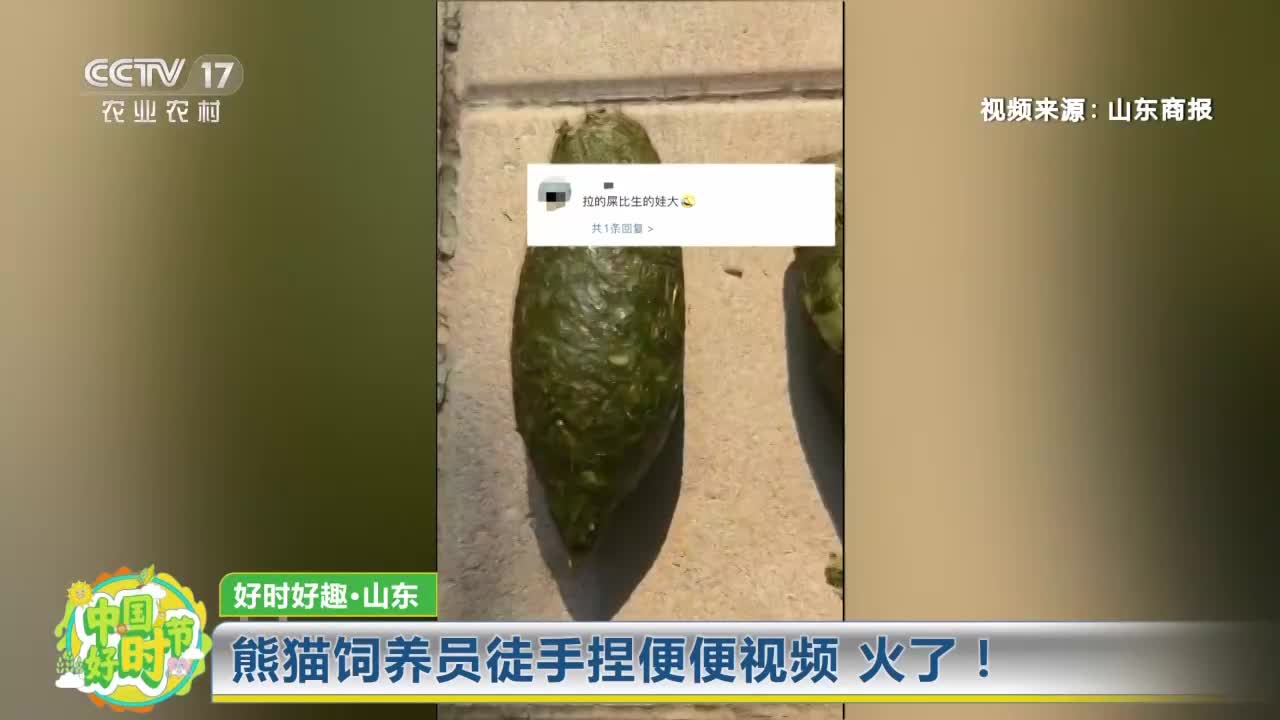 CCTV 17
农业农村
视频来源：山东商报
拉的屎比生的娃大
共1条回复 >
好时好趣·山东
中国
好时节
熊猫饲养员徒手捏便便视频 火了！